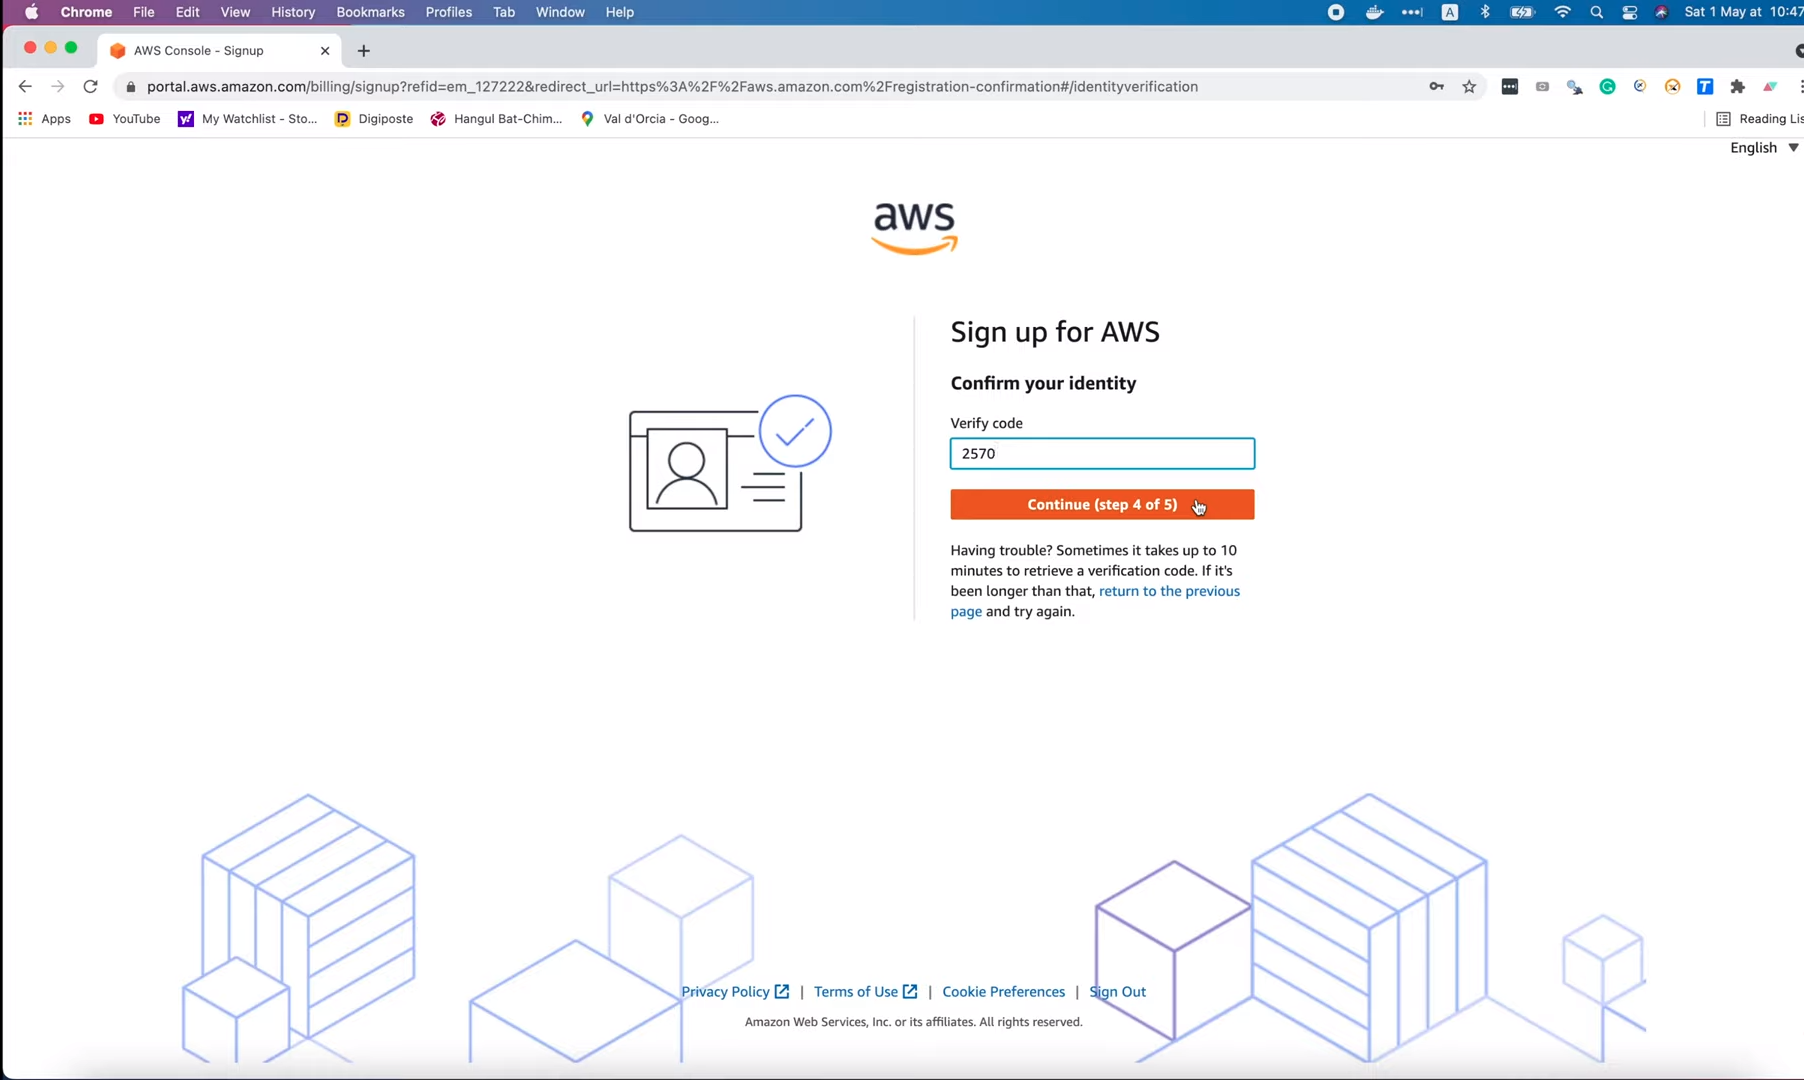 Chrome File Edit View History Bookmarks Profiles Tab Window Help A Sat 1 May at 10:47
AWS Console - Signup
portal.aws.amazon.com/billing/signup?refid=em_127222&redirect_url=https%3A%2F%2Faws.amazon.com%2Fregistration-confirmation#/identityverification
Apps YouTube My Watchlist - Sto... Digiposte Hangul Bat-Chim... Val d'Orcia - Goog... Reading Lis
English
aws
Sign up for AWS
Confirm your identity
Verify code
2570
Continue (step 4 of 5)
Having trouble? Sometimes it takes up to 10
minutes to retrieve a verification code. If it's
been longer than that, return to the previous
page and try again.
Privacy Policy | Terms of Use | Cookie Preferences | Sign Out
Amazon Web Services, Inc. or its affiliates. All rights reserved.